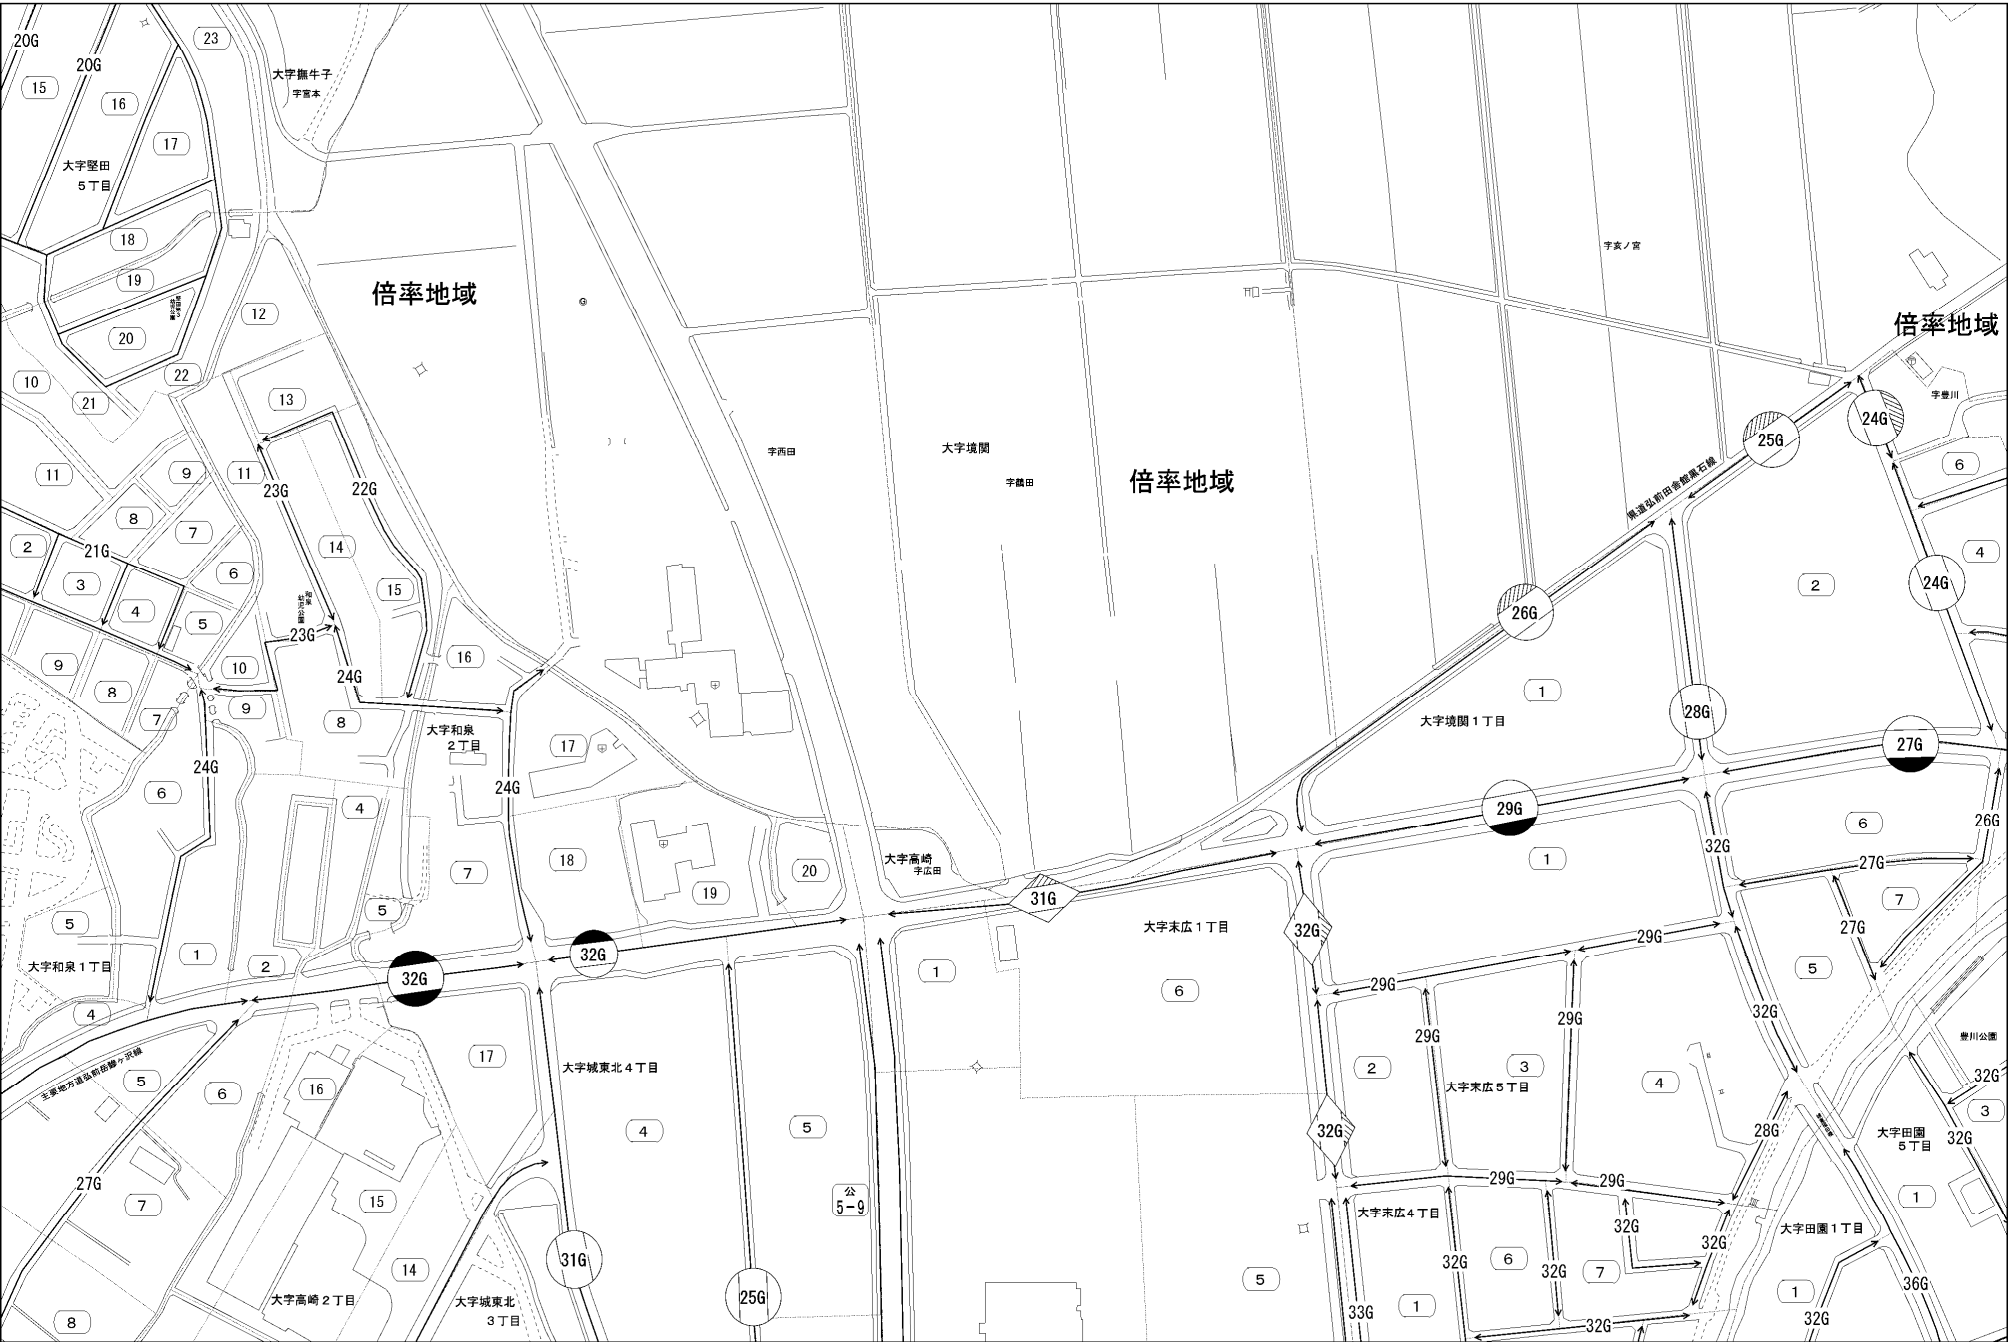 20G
23
20G
15
16
17
大字撫牛子
字宮本
大字堅田
5丁目
18
19
20
12
22
10
21
13
倍率地域
G
字亥ノ宮
倍率地域
字豊川
24G
25G
字西田
大字境関
字鶴田
倍率地域
県道弘前田舎館黒石線
11
9
11
23G
22G
8
7
2
21G
14
6
3
4
5
15
和泉
幼児公園
23G
9
8
10
24G
16
7
9
8
大字和泉
2丁目
17
6
4
24G
24G
26G
6
4
2
24G
1
大字境関1丁目
28G
27G
29G
26G
6
32G
1
27G
7
27G
5
18
7
19
20
大字高崎
字広田
31G
大字末広1丁目
32G
29G
29G
5
5
大字和泉1丁目
1
2
32G
32G
4
1
6
29G
29G
32G
豊川公園
主要地方道弘前岳鰺ヶ沢線
5
6
16
17
大字城東北4丁目
4
5
2
3
大字末広5丁目
4
32G
3
28G
大字田園
5丁目
32G
32G
1
27G
7
15
公
5-9
29G
29G
大字末広4丁目
32G
32G
大字田園1丁目
6
7
32G
32G
31G
25G
14
5
33G
1
1
36G
32G
32G
8
大字高崎2丁目
大字城東北
3丁目